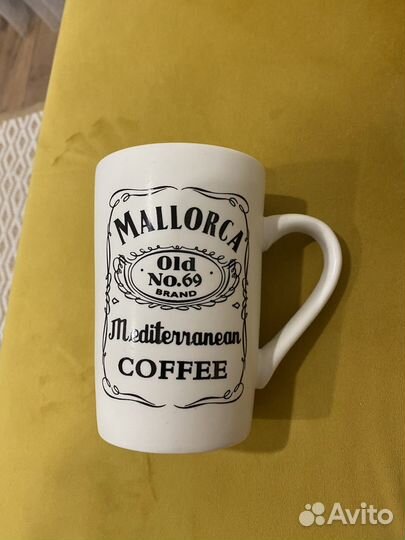 MALLORCA
Old
No.69
BRAND
Mediterranean
COFFEE
Avito